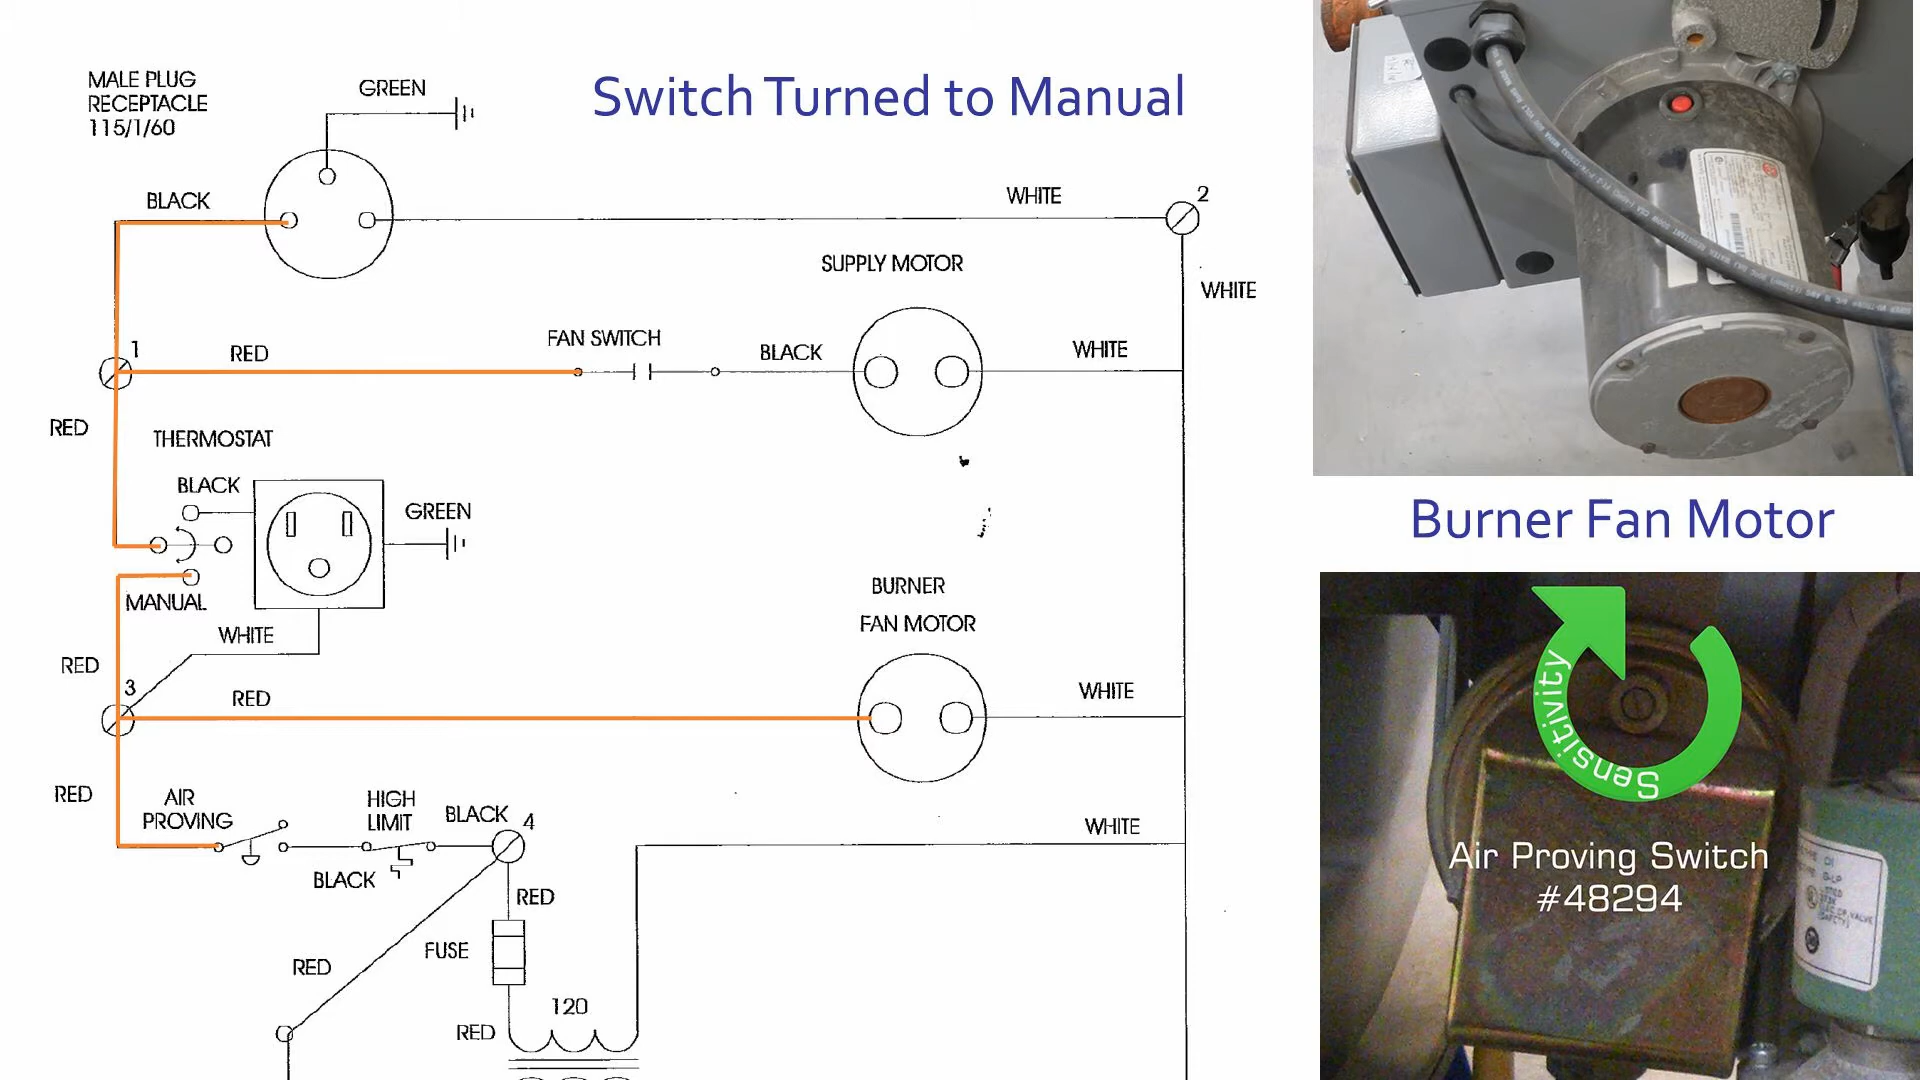 Switch Turned to Manual
MALE PLUG
RECEPTACLE
115/1/60
GREEN
BLACK
WHITE
2
WHITE
SUPPLY MOTOR
1
RED
FAN SWITCH
BLACK
WHITE
RED
THERMOSTAT
BLACK
GREEN
MANUAL
WHITE
BURNER
FAN MOTOR
RED
3
RED
WHITE
RED
AIR
PROVING
HIGH
LIMIT
BLACK
4
WHITE
BLACK
RED
FUSE
RED
120
RED
Burner Fan Motor
Sensitivity
Air Proving Switch
#48294